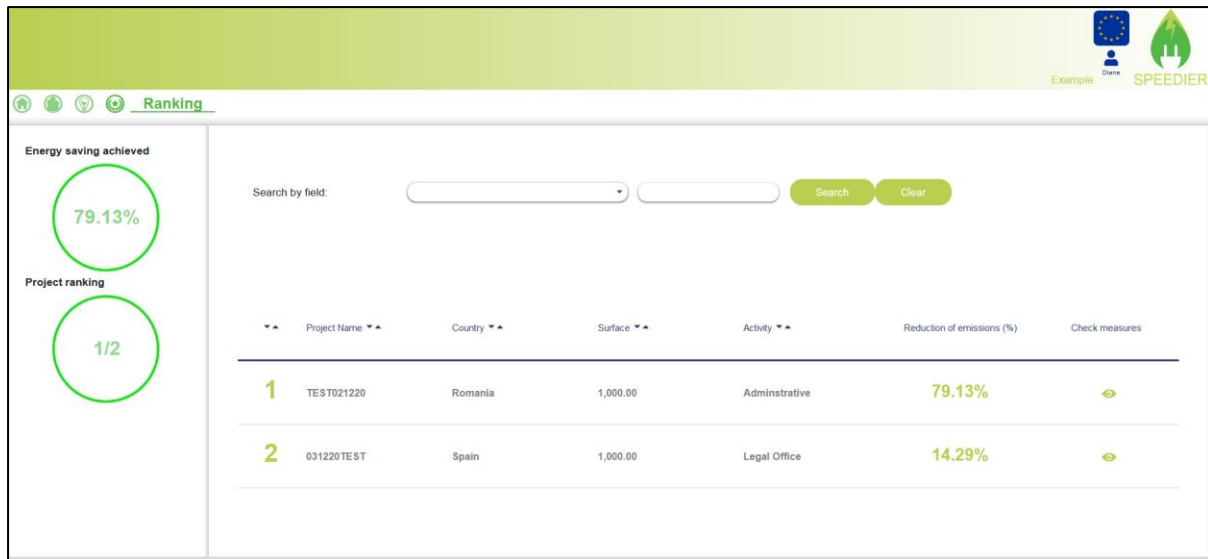 Example
Diana
SPEEDIER
Ranking
Energy saving achieved
79.13%
Project ranking
1/2
Search by field:
Search
Clear
Project Name Country Surface Activity Reduction of emissions (%) Check measures
1 TEST021220 Romania 1,000.00 Adminstrative 79.13%
2 031220TEST Spain 1,000.00 Legal Office 14.29%